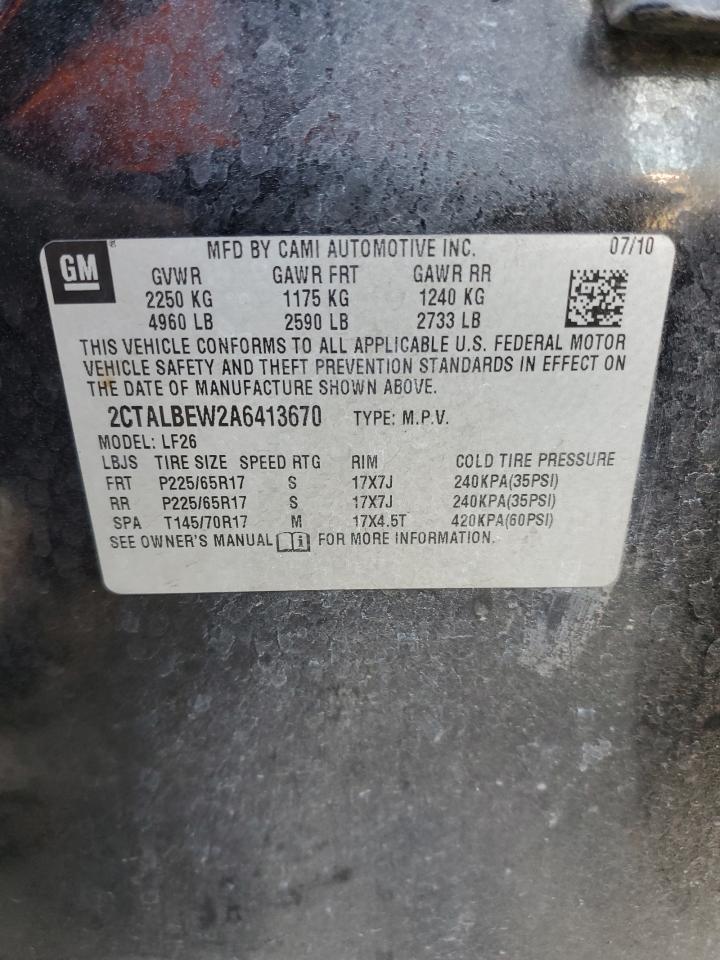 GM ® MFD BY CAMI AUTOMOTIVE INC. 07/10
GVWR GAWR FRT GAWR RR
2250 KG 1175 KG 1240 KG
4960 LB 2590 LB 2733 LB
THIS VEHICLE CONFORMS TO ALL APPLICABLE U.S. FEDERAL MOTOR
VEHICLE SAFETY AND THEFT PREVENTION STANDARDS IN EFFECT ON
THE DATE OF MANUFACTURE SHOWN ABOVE.
2CTALBEW2A6413670 TYPE: M.P.V.
MODEL: LF26
LBJS TIRE SIZE SPEED RTG RIM COLD TIRE PRESSURE
FRT P225/65R17 S 17X7J 240KPA(35PSI)
RR P225/65R17 S 17X7J 240KPA(35PSI)
SPA T145/70R17 M 17X4.5T 420KPA(60PSI)
SEE OWNER'S MANUAL i FOR MORE INFORMATION.